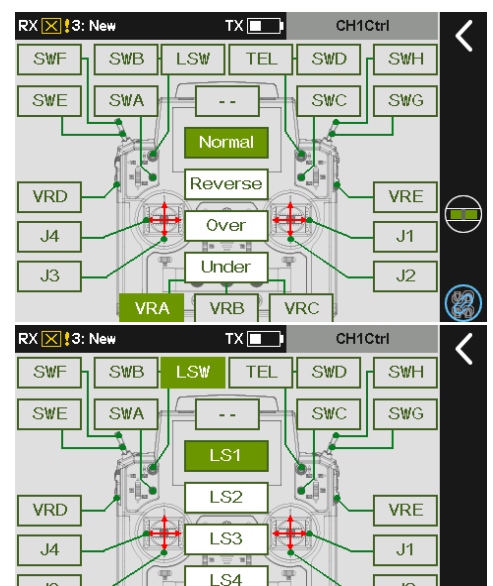 RX !3: New TX CH1Ctrl
SWF SWB LSW TEL SWD SWH
SWE SWA -- SWC SWG
Normal
Reverse
VRD VRE
Over
J4 J1
Under
J3 J2
VRA VRB VRC
RX !3: New TX CH1Ctrl
SWF SWB LSW TEL SWD SWH
SWE SWA -- SWC SWG
LS1
LS2
VRD VRE
LS3
J4 J1
LS4